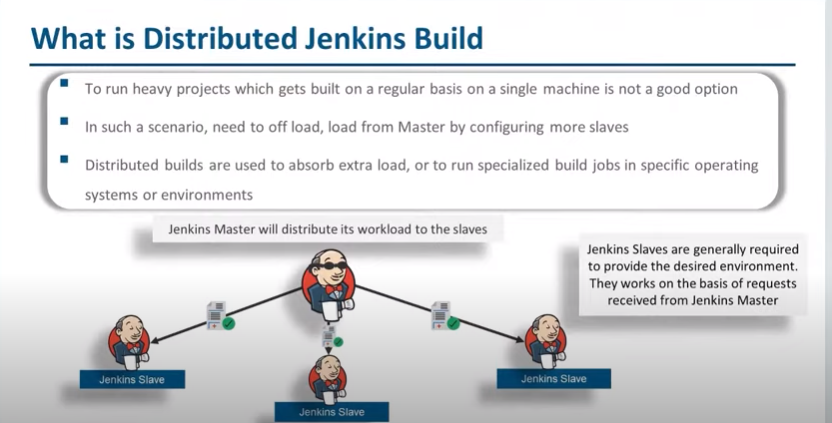 What is Distributed Jenkins Build
To run heavy projects which gets built on a regular basis on a single machine is not a good option
In such a scenario, need to off load, load from Master by configuring more slaves
Distributed builds are used to absorb extra load, or to run specialized build jobs in specific operating
systems or environments
Jenkins Master will distribute its workload to the slaves
Jenkins Slaves are generally required
to provide the desired environment.
They works on the basis of requests
received from Jenkins Master
Jenkins Slave
Jenkins Slave
Jenkins Slave